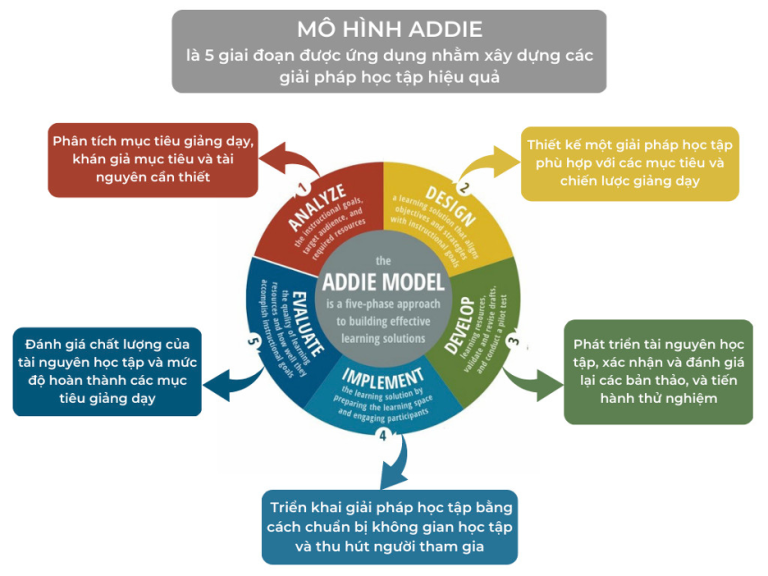 MÔ HÌNH ADDIE
là 5 giai đoạn được ứng dụng nhằm xây dựng các
giải pháp học tập hiệu quả
Phân tích mục tiêu giảng dạy,
khán giả mục tiêu và tài
nguyên cần thiết
Thiết kế một giải pháp học tập
phù hợp với các mục tiêu và
chiến lược giảng dạy
1
ANALYZE
the instructional goals,
target audience, and
required resources
2
DESIGN
a learning solution that aligns
objectives and strategies
with instructional goals
the
ADDIE MODEL
is a five-phase approach
to building effective
learning solutions
3
DEVELOP
learning resources,
validate and revise drafts,
and conduct a pilot test
4
IMPLEMENT
the learning solution by
preparing the learning space
and engaging participants
5
EVALUATE
the quality of learning
resources and how well they
accomplish instructional goals
Đánh giá chất lượng của
tài nguyên học tập và mức
độ hoàn thành các mục
tiêu giảng dạy
Phát triển tài nguyên học
tập, xác nhận và đánh giá
lại các bản thảo, và tiến
hành thử nghiệm
Triển khai giải pháp học tập bằng
cách chuẩn bị không gian học tập
và thu hút người tham gia